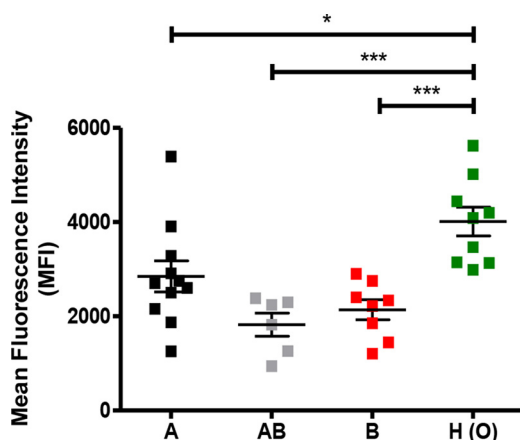 *
***
***
Mean Fluorescence Intensity
(MFI)
6000
4000
2000
0
A
AB
B
H (O)